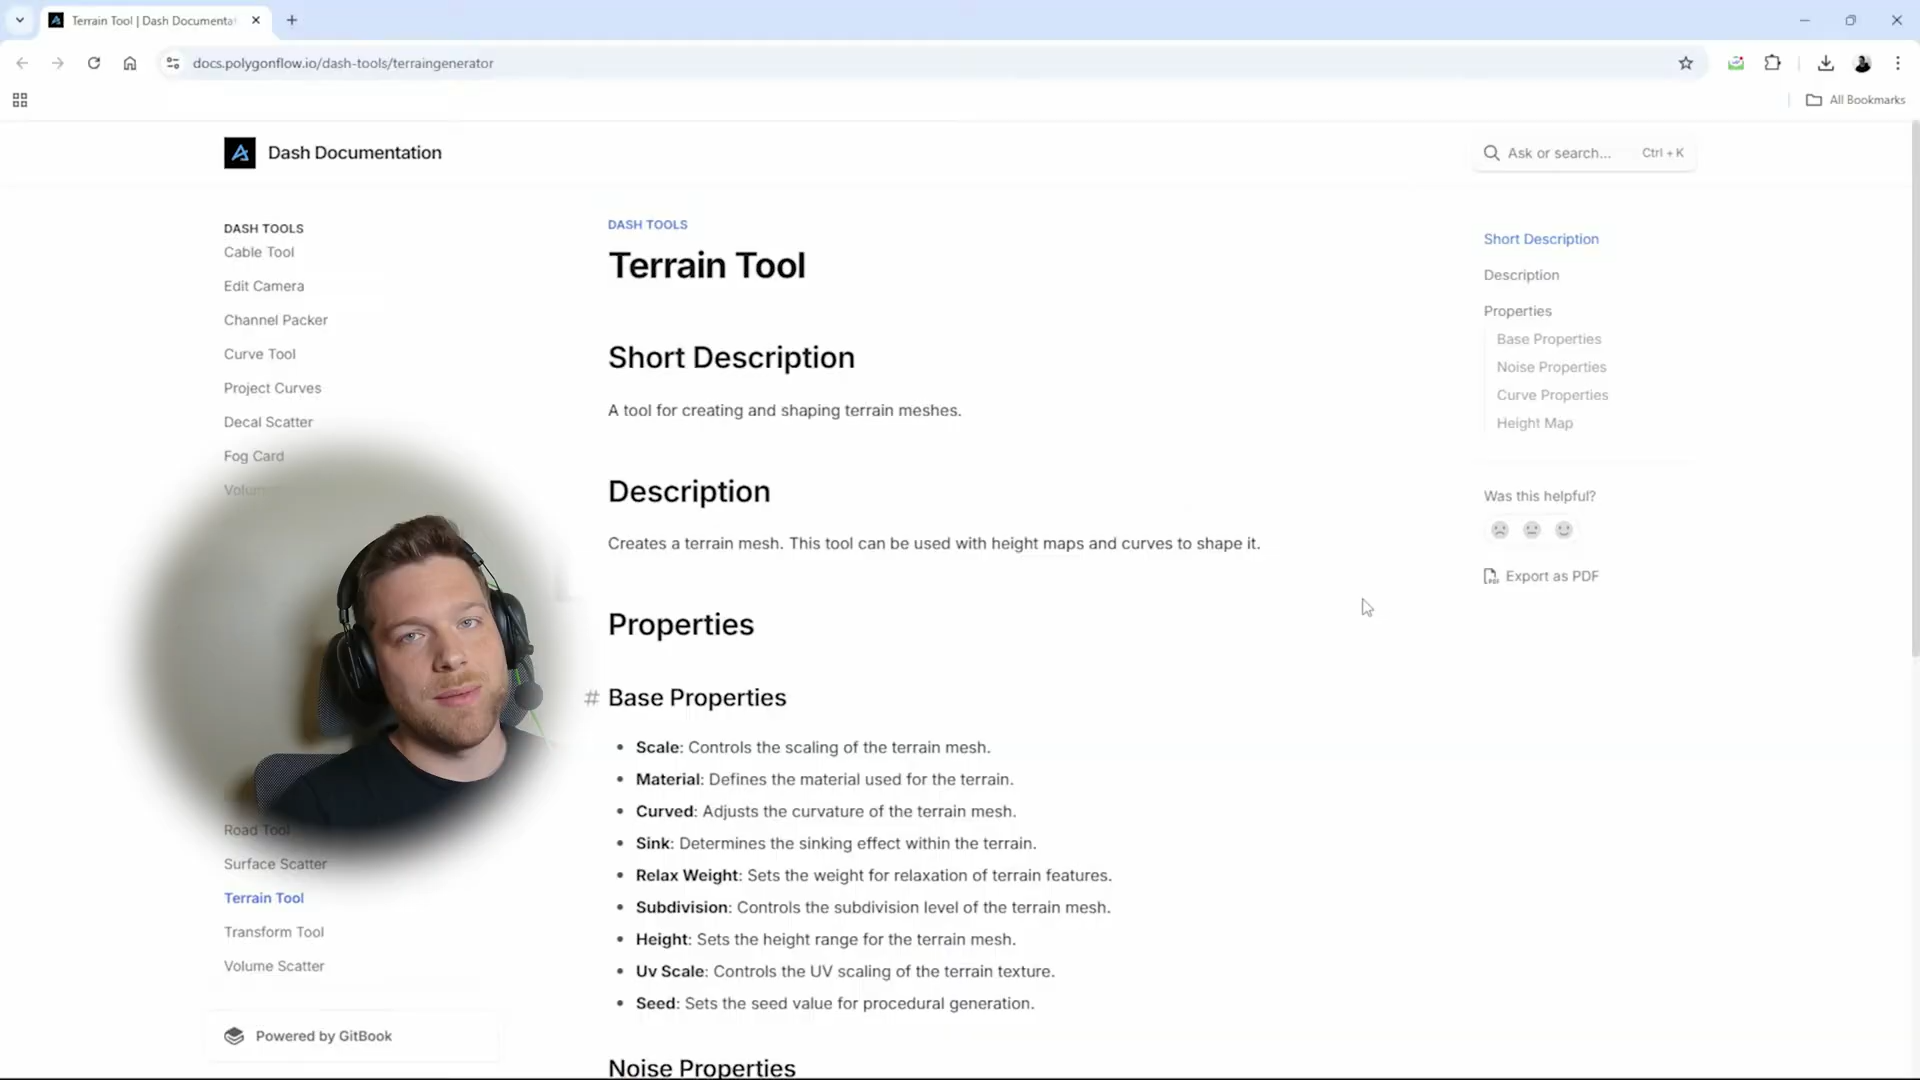 Terrain Tool | Dash Documenta
docs.polygonflow.io/dash-tools/terraingenerator
All Bookmarks
Dash Documentation
Ask or search...
Ctrl + K
DASH TOOLS
Cable Tool
Edit Camera
Channel Packer
Curve Tool
Project Curves
Decal Scatter
Fog Card
Road Tool
Surface Scatter
Terrain Tool
Transform Tool
Volume Scatter
Powered by GitBook
DASH TOOLS
Terrain Tool
Short Description
A tool for creating and shaping terrain meshes.
Description
Creates a terrain mesh. This tool can be used with height maps and curves to shape it.
Properties
# Base Properties
• Scale: Controls the scaling of the terrain mesh.
• Material: Defines the material used for the terrain.
• Curved: Adjusts the curvature of the terrain mesh.
• Sink: Determines the sinking effect within the terrain.
• Relax Weight: Sets the weight for relaxation of terrain features.
• Subdivision: Controls the subdivision level of the terrain mesh.
• Height: Sets the height range for the terrain mesh.
• Uv Scale: Controls the UV scaling of the terrain texture.
• Seed: Sets the seed value for procedural generation.
Noise Properties
Short Description
Description
Properties
Base Properties
Noise Properties
Curve Properties
Height Map
Was this helpful?
Export as PDF